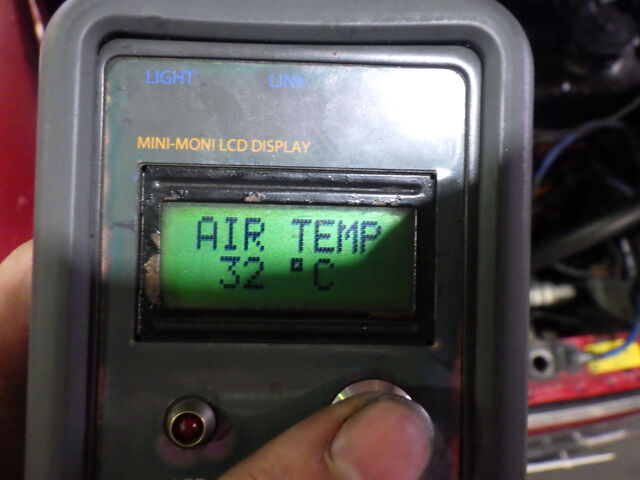 LIGHT LINK
MINI-MONI LCD DISPLAY
AIR TEMP
32 °C